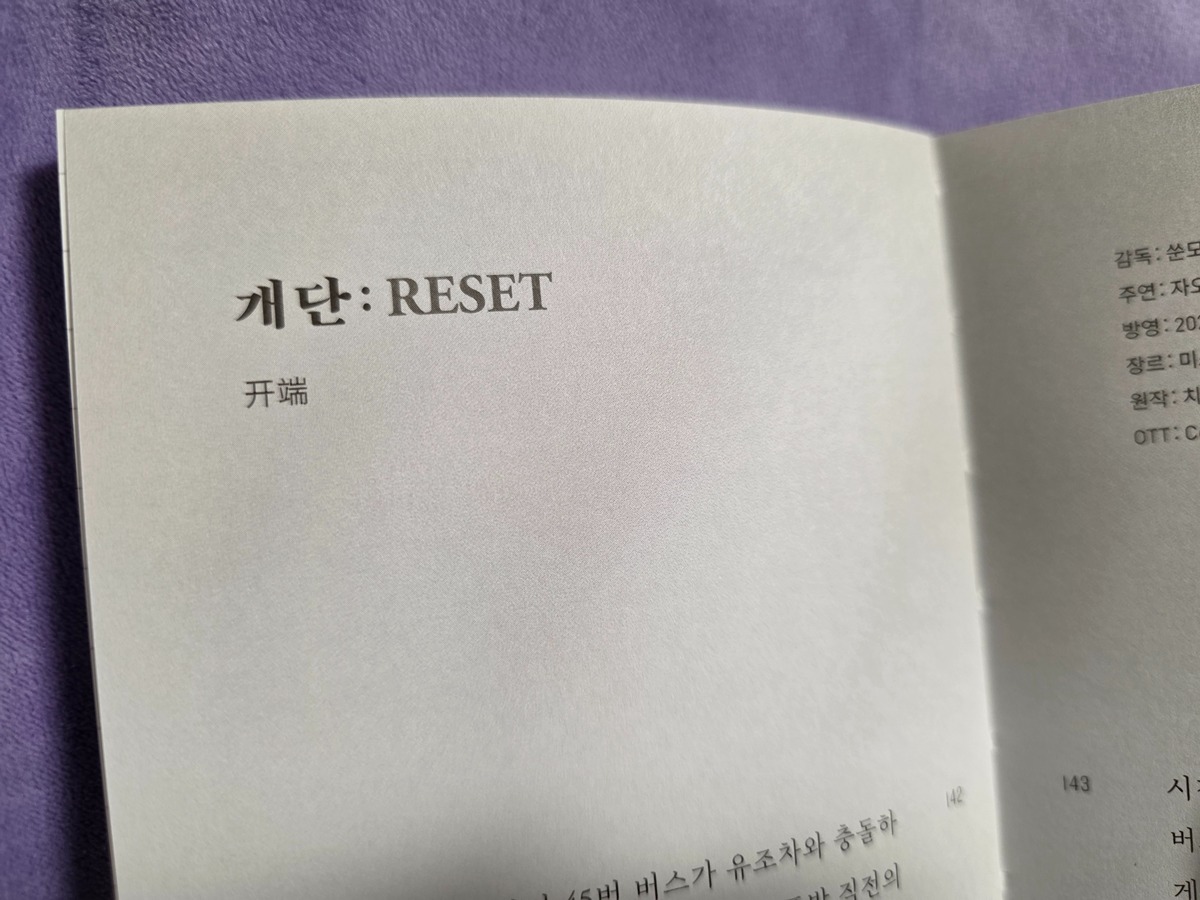 개단: RESET
开端
45번 버스가 유조차와 충돌하
직전의
142
감독: 쑨모
주연: 자오
방영: 202
장르: 미
원작: 치
OTT: Co
143
시
버
게